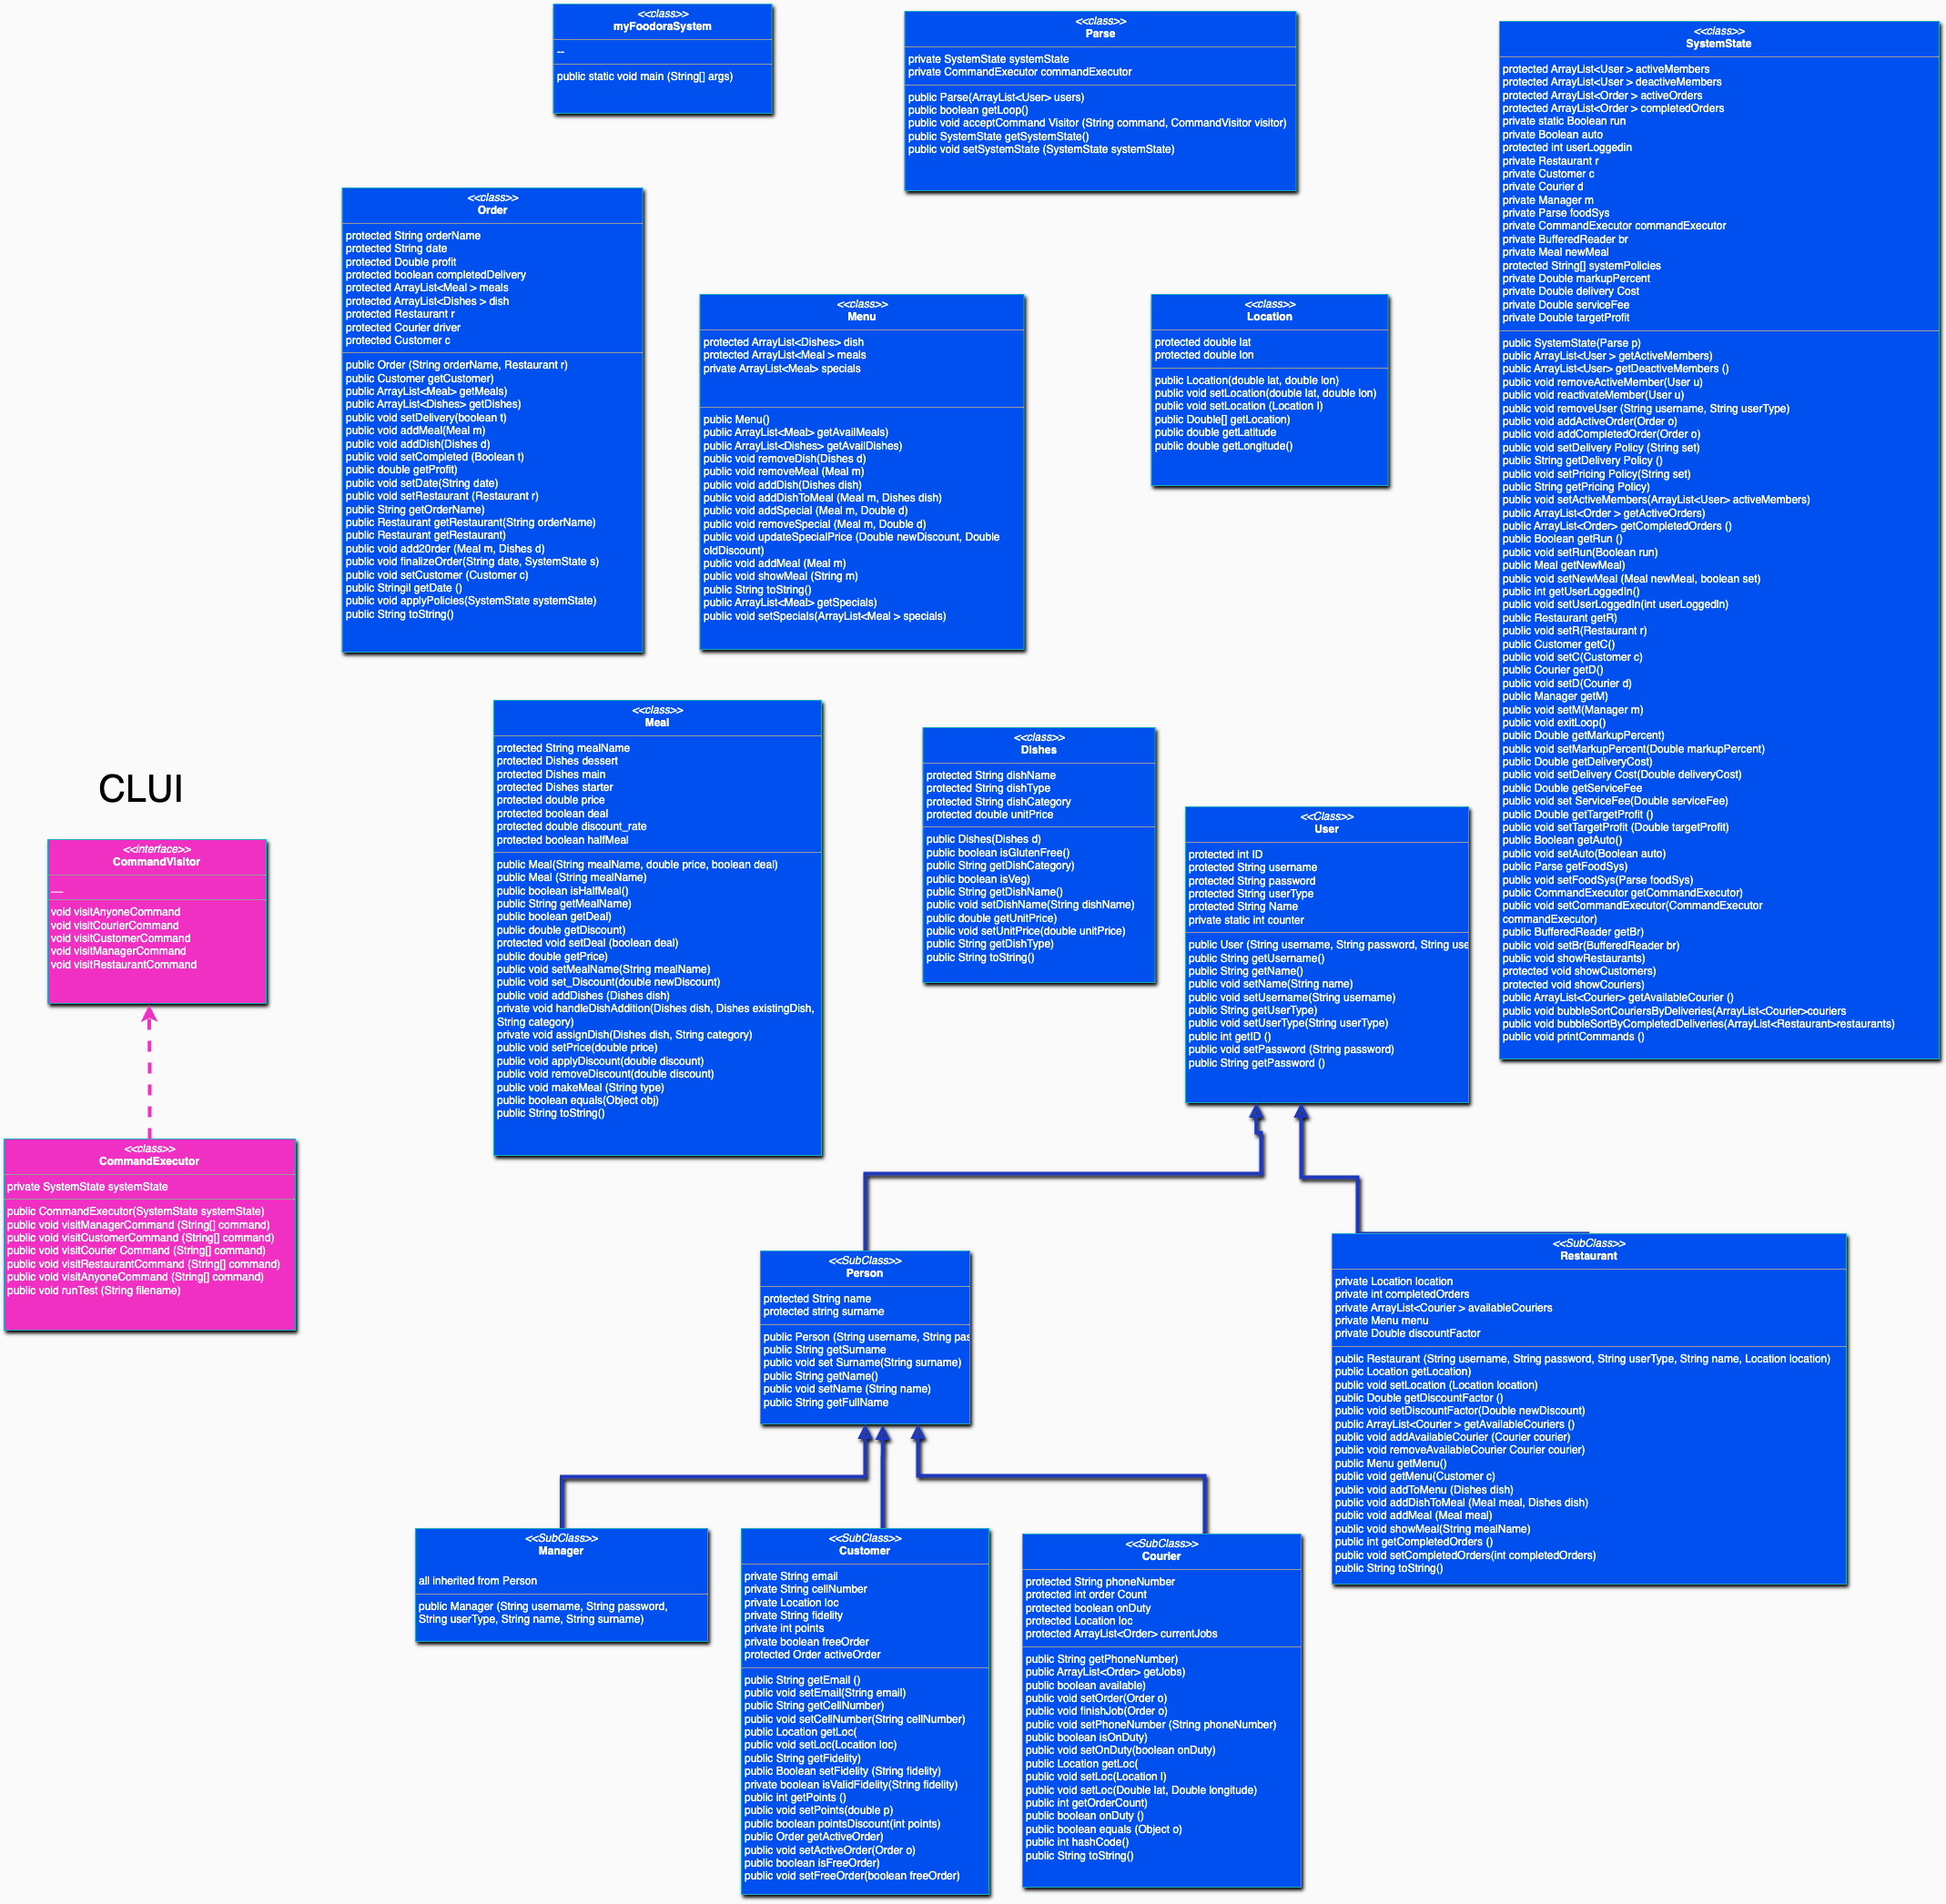 <<class>>
myFoodoraSystem
--
public static void main (String[] args)
<<class>>
Parse
private SystemState systemState
private CommandExecutor commandExecutor
public Parse(ArrayList<User> users)
public boolean getLoop()
public void acceptCommand Visitor (String command, CommandVisitor visitor)
public SystemState getSystemState()
public void setSystemState (SystemState systemState)
<<class>>
SystemState
protected ArrayList<User > activeMembers
protected ArrayList<User > deactiveMembers
protected ArrayList<Order > activeOrders
protected ArrayList<Order > completedOrders
private static Boolean run
private Boolean auto
protected int userLoggedin
private Restaurant r
private Customer c
private Courier d
private Manager m
private Parse foodSys
private CommandExecutor commandExecutor
private BufferedReader br
private Meal newMeal
protected String[] systemPolicies
private Double markupPercent
private Double delivery Cost
private Double serviceFee
private Double targetProfit
public SystemState(Parse p)
public ArrayList<User > getActiveMembers)
public ArrayList<User> getDeactiveMembers ()
public void removeActiveMember(User u)
public void reactivateMember(User u)
public void removeUser (String username, String userType)
public void addActiveOrder(Order o)
public void addCompletedOrder(Order o)
public void setDelivery Policy (String set)
public String getDelivery Policy ()
public void setPricing Policy(String set)
public String getPricing Policy)
public void setActiveMembers(ArrayList<User> activeMembers)
public ArrayList<Order > getActiveOrders)
public ArrayList<Order> getCompletedOrders ()
public Boolean getRun ()
public void setRun(Boolean run)
public Meal getNewMeal)
public void setNewMeal (Meal newMeal, boolean set)
public int getUserLoggedIn()
public void setUserLoggedIn(int userLoggedIn)
public Restaurant getR)
public void setR(Restaurant r)
public Customer getC()
public void setC(Customer c)
public Courier getD()
public void setD(Courier d)
public Manager getM)
public void setM(Manager m)
public void exitLoop()
public Double getMarkupPercent)
public void setMarkupPercent(Double markupPercent)
public Double getDeliveryCost)
public void setDelivery Cost(Double deliveryCost)
public Double getServiceFee
public void set ServiceFee(Double serviceFee)
public Double getTargetProfit ()
public void setTargetProfit (Double targetProfit)
public Boolean getAuto()
public void setAuto(Boolean auto)
public Parse getFoodSys)
public void setFoodSys(Parse foodSys)
public CommandExecutor getCommandExecutor)
public void setCommandExecutor(CommandExecutor
commandExecutor)
public BufferedReader getBr)
public void setBr(BufferedReader br)
public void showRestaurants)
protected void showCustomers)
protected void showCouriers)
public ArrayList<Courier> getAvailableCourier ()
public void bubbleSortCouriersByDeliveries(ArrayList<Courier>couriers
public void bubbleSortByCompletedDeliveries(ArrayList<Restaurant>restaurants)
public void printCommands ()
<<class>>
Order
protected String orderName
protected String date
protected Double profit
protected boolean completedDelivery
protected ArrayList<Meal > meals
protected ArrayList<Dishes > dish
protected Restaurant r
protected Courier driver
protected Customer c
public Order (String orderName, Restaurant r)
public Customer getCustomer)
public ArrayList<Meal> getMeals)
public ArrayList<Dishes> getDishes)
public void setDelivery(boolean t)
public void addMeal(Meal m)
public void addDish(Dishes d)
public void setCompleted (Boolean t)
public double getProfit)
public void setDate(String date)
public void setRestaurant (Restaurant r)
public String getOrderName)
public Restaurant getRestaurant(String orderName)
public Restaurant getRestaurant)
public void add20rder (Meal m, Dishes d)
public void finalizeOrder(String date, SystemState s)
public void setCustomer (Customer c)
public Stringil getDate ()
public void applyPolicies(SystemState systemState)
public String toString()
<<class>>
Menu
protected ArrayList<Dishes> dish
protected ArrayList<Meal > meals
private ArrayList<Meal> specials
public Menu()
public ArrayList<Meal> getAvailMeals)
public ArrayList<Dishes> getAvailDishes)
public void removeDish(Dishes d)
public void removeMeal (Meal m)
public void addDish(Dishes dish)
public void addDishToMeal (Meal m, Dishes dish)
public void addSpecial (Meal m, Double d)
public void removeSpecial (Meal m, Double d)
public void updateSpecialPrice (Double newDiscount, Double
oldDiscount)
public void addMeal (Meal m)
public void showMeal (String m)
public String toString()
public ArrayList<Meal> getSpecials)
public void setSpecials(ArrayList<Meal > specials)
<<class>>
Location
protected double lat
protected double lon
public Location(double lat, double lon)
public void setLocation(double lat, double lon)
public void setLocation (Location l)
public Double[] getLocation)
public double getLatitude
public double getLongitude()
<<class>>
Meal
protected String mealName
protected Dishes dessert
protected Dishes main
protected Dishes starter
protected double price
protected boolean deal
protected double discount_rate
protected boolean halfMeal
public Meal(String mealName, double price, boolean deal)
public Meal (String mealName)
public boolean isHalfMeal()
public String getMealName)
public boolean getDeal)
public double getDiscount)
protected void setDeal (boolean deal)
public double getPrice)
public void setMealName(String mealName)
public void set_Discount(double newDiscount)
public void addDishes (Dishes dish)
private void handleDishAddition(Dishes dish, Dishes existingDish,
String category)
private void assignDish(Dishes dish, String category)
public void setPrice(double price)
public void applyDiscount(double discount)
public void removeDiscount(double discount)
public void makeMeal (String type)
public boolean equals(Object obj)
public String toString()
<<class>>
Dishes
protected String dishName
protected String dishType
protected String dishCategory
protected double unitPrice
public Dishes(Dishes d)
public boolean isGlutenFree()
public String getDishCategory)
public boolean isVeg)
public String getDishName()
public void setDishName(String dishName)
public double getUnitPrice)
public void setUnitPrice(double unitPrice)
public String getDishType)
public String toString()
<<Class>>
User
protected int ID
protected String username
protected String password
protected String userType
protected String Name
private static int counter
public User (String username, String password, String use
public String getUsername()
public String getName()
public void setName(String name)
public void setUsername(String username)
public String getUserType)
public void setUserType(String userType)
public int getID ()
public void setPassword (String password)
public String getPassword ()
CLUI
<<interface>>
CommandVisitor
__
void visitAnyoneCommand
void visitCourierCommand
void visitCustomerCommand
void visitManagerCommand
void visitRestaurantCommand
<<class>>
CommandExecutor
private SystemState systemState
public CommandExecutor(SystemState systemState)
public void visitManagerCommand (String[] command)
public void visitCustomerCommand (String[] command)
public void visitCourier Command (String[] command)
public void visitRestaurantCommand (String[] command)
public void visitAnyoneCommand (String[] command)
public void runTest (String filename)
<<SubClass>>
Person
protected String name
protected string surname
public Person (String username, String pas
public String getSurname
public void set Surname(String surname)
public String getName()
public void setName (String name)
public String getFullName
<<SubClass>>
Restaurant
private Location location
private int completedOrders
private ArrayList<Courier > availableCouriers
private Menu menu
private Double discountFactor
public Restaurant (String username, String password, String userType, String name, Location location)
public Location getLocation)
public void setLocation (Location location)
public Double getDiscountFactor ()
public void setDiscountFactor(Double newDiscount)
public ArrayList<Courier > getAvailableCouriers ()
public void addAvailableCourier (Courier courier)
public void removeAvailableCourier Courier courier)
public Menu getMenu()
public void getMenu(Customer c)
public void addToMenu (Dishes dish)
public void addDishToMeal (Meal meal, Dishes dish)
public void addMeal (Meal meal)
public void showMeal(String mealName)
public int getCompletedOrders ()
public void setCompletedOrders(int completedOrders)
public String toString()
<<SubClass>>
Manager
all inherited from Person
public Manager (String username, String password,
String userType, String name, String surname)
<<SubClass>>
Customer
private String email
private String cellNumber
private Location loc
private String fidelity
private int points
private boolean freeOrder
protected Order activeOrder
public String getEmail ()
public void setEmail(String email)
public String getCellNumber)
public void setCellNumber(String cellNumber)
public Location getLoc(
public void setLoc(Location loc)
public String getFidelity)
public Boolean setFidelity (String fidelity)
private boolean isValidFidelity(String fidelity)
public int getPoints ()
public void setPoints(double p)
public boolean pointsDiscount(int points)
public Order getActiveOrder)
public void setActiveOrder(Order o)
public boolean isFreeOrder)
public void setFreeOrder(boolean freeOrder)
<<SubClass>>
Courier
protected String phoneNumber
protected int order Count
protected boolean onDuty
protected Location loc
protected ArrayList<Order> currentJobs
public String getPhoneNumber)
public ArrayList<Order> getJobs)
public boolean available)
public void setOrder(Order o)
public void finishJob(Order o)
public void setPhoneNumber (String phoneNumber)
public boolean isOnDuty)
public void setOnDuty(boolean onDuty)
public Location getLoc(
public void setLoc(Location l)
public void setLoc(Double lat, Double longitude)
public int getOrderCount)
public boolean onDuty ()
public boolean equals (Object o)
public int hashCode()
public String toString()